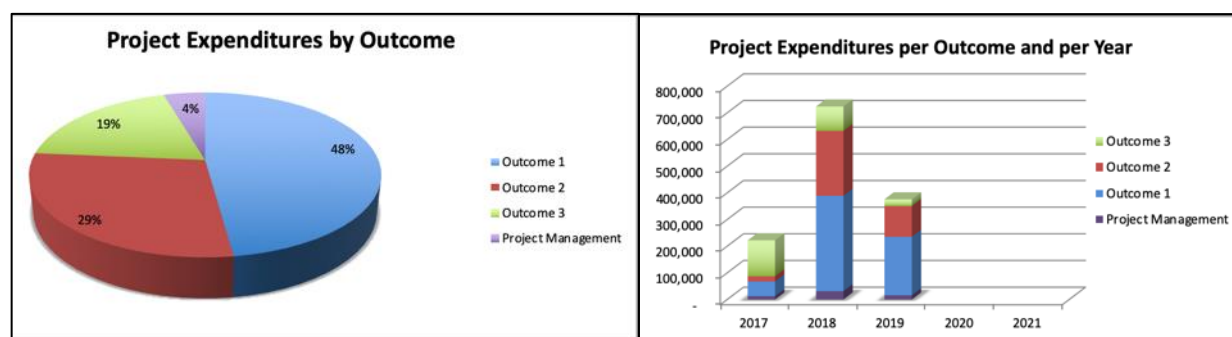 Project Expenditures by Outcome
4%
19%
48%
29%
Outcome 1
Outcome 2
Outcome 3
Project Management
Project Expenditures per Outcome and per Year
800,000
700,000
600,000
500,000
400,000
300,000
200,000
100,000
-
2017 2018 2019 2020 2021
Outcome 3
Outcome 2
Outcome 1
Project Management